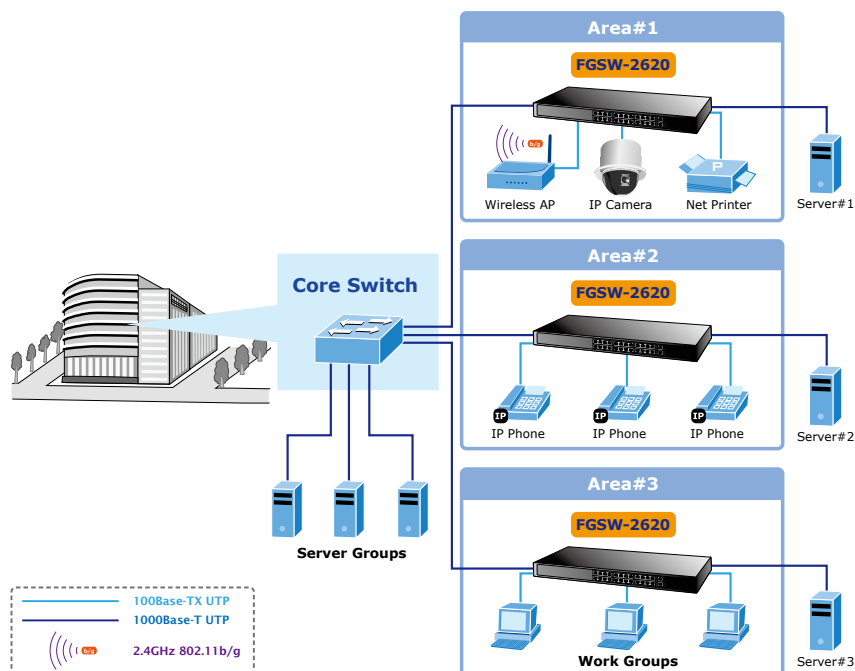 Area#1
FGSW-2620
b/g
P
Wireless AP
IP Camera
Net Printer
Server#1
Area#2
Core Switch
FGSW-2620
IP
IP
IP
IP Phone
IP Phone
IP Phone
Server#2
Area#3
FGSW-2620
Server Groups
100Base-TX UTP
1000Base-T UTP
b/g
2.4GHz 802.11b/g
Work Groups
Server#3